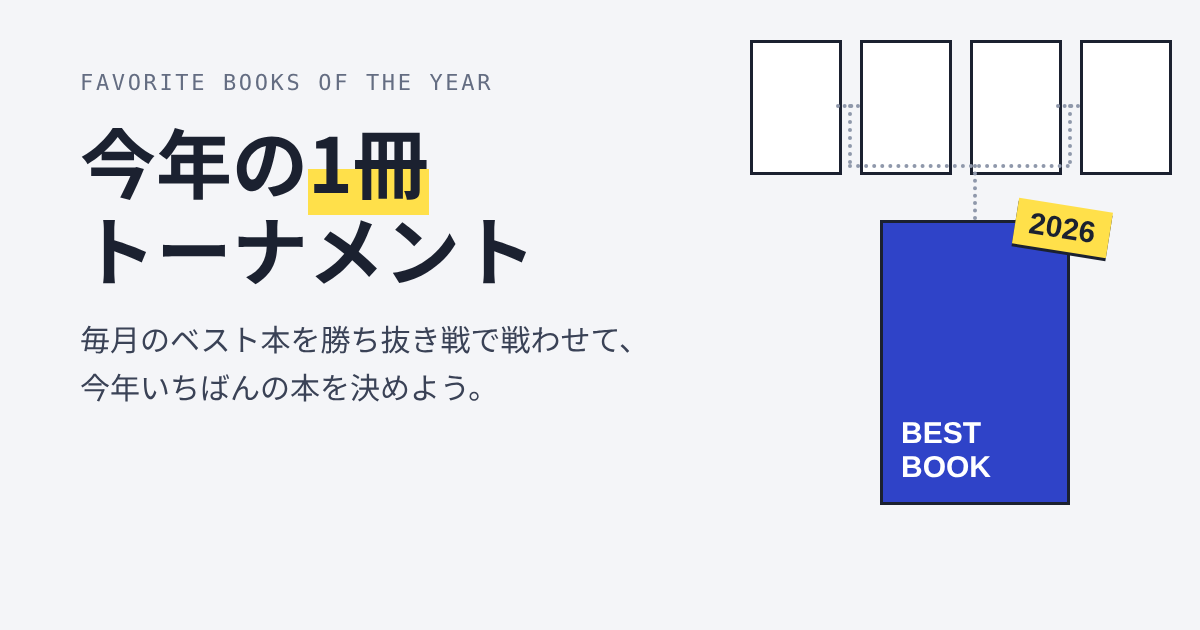 FAVORITE BOOKS OF THE YEAR
今年の1冊
トーナメント
毎月のベスト本を勝ち抜き戦で戦わせて、
今年いちばんの本を決めよう。
2026
BEST
BOOK